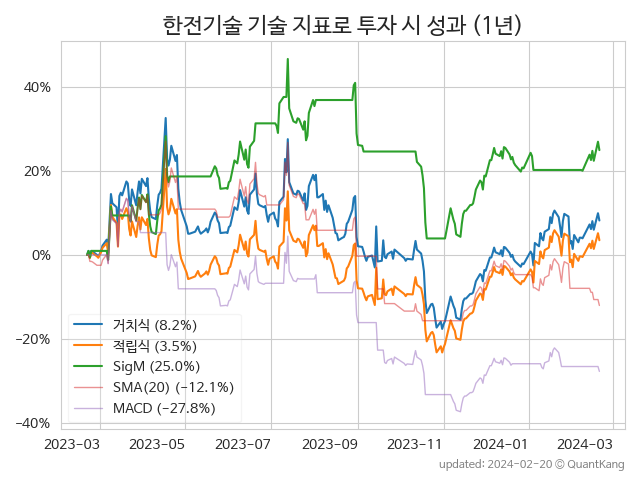 한전기술 기술 지표로 투자 시 성과 (1년)
40%
20%
0%
−20%
−40%
거치식 (8.2%)
적립식 (3.5%)
SigM (25.0%)
SMA(20) (−12.1%)
MACD (−27.8%)
2023-03 2023-05 2023-07 2023-09 2023-11 2024-01 2024-03
updated: 2024-02-20 © QuantKang